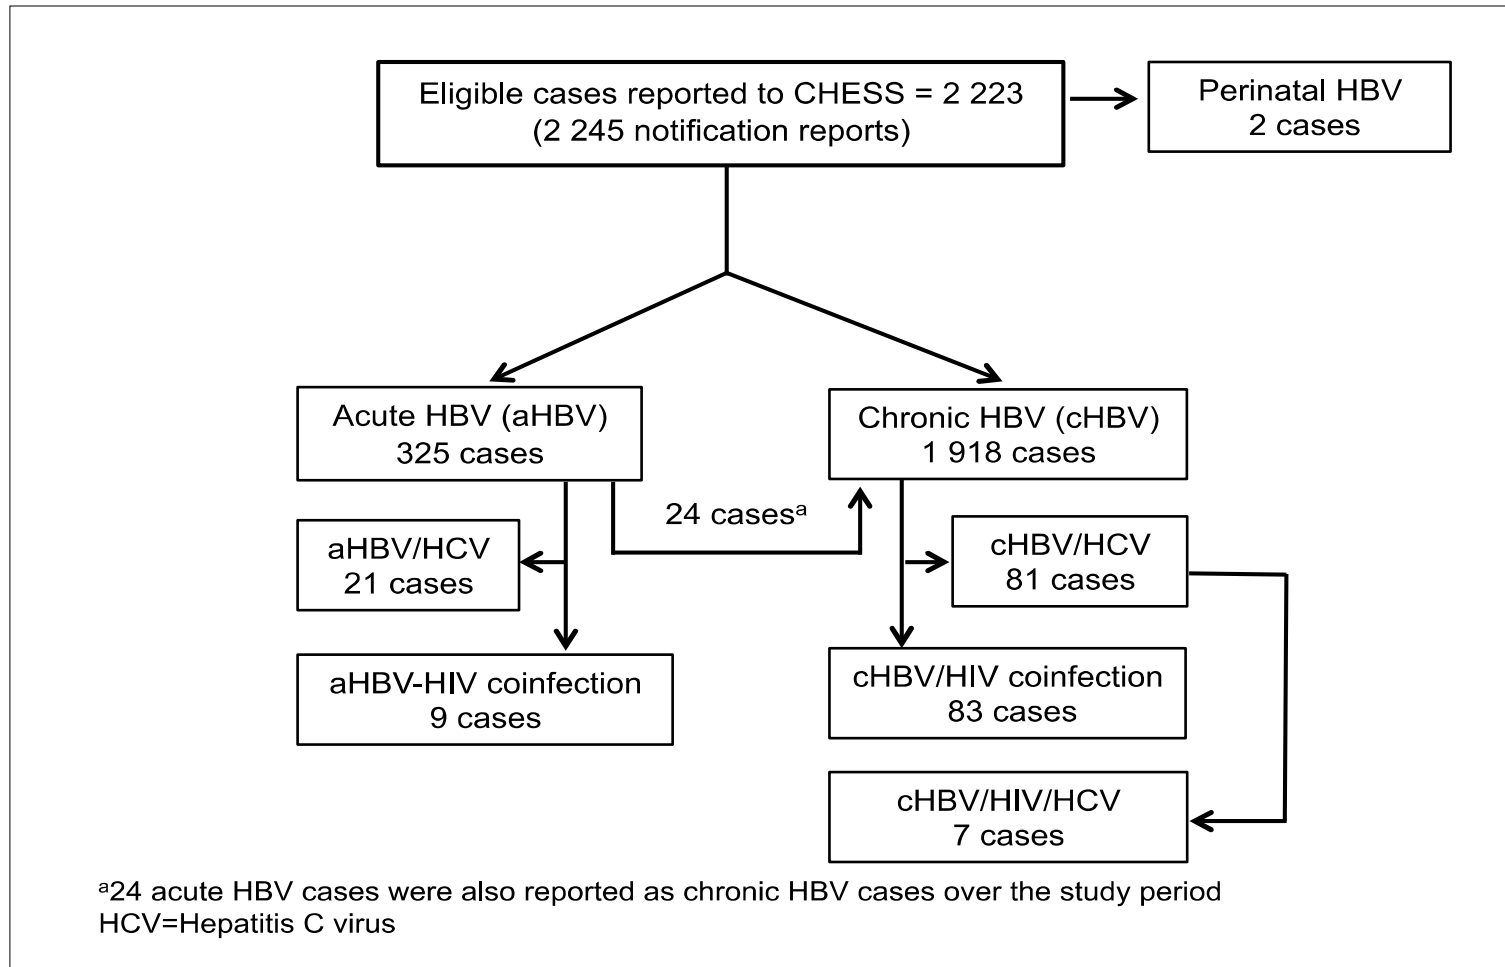 Eligible cases reported to CHESS = 2 223
(2 245 notification reports)
Perinatal HBV
2 cases
Acute HBV (aHBV)
325 cases
Chronic HBV (cHBV)
1 918 cases
24 casesᵃ
aHBV/HCV
21 cases
cHBV/HCV
81 cases
aHBV-HIV coinfection
9 cases
cHBV/HIV coinfection
83 cases
cHBV/HIV/HCV
7 cases
ᵃ24 acute HBV cases were also reported as chronic HBV cases over the study period
HCV=Hepatitis C virus